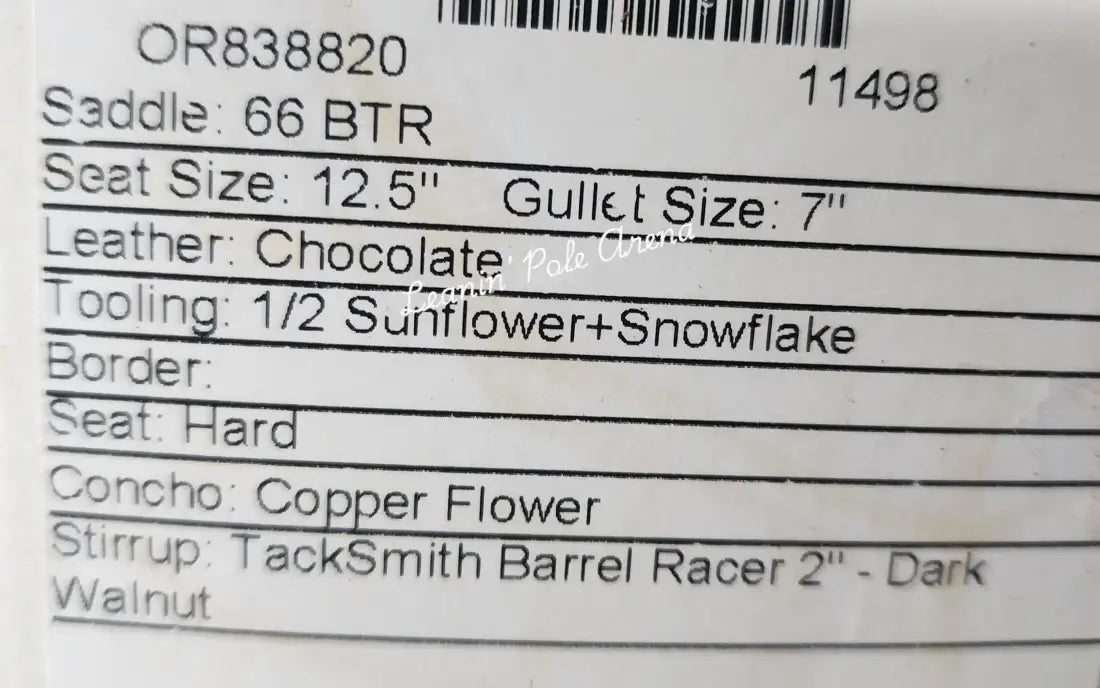 OR838820
11498
Saddle: 66 BTR
Seat Size: 12.5" Gullet Size: 7"
Leather: Chocolate
Leanin' Pole Arena
Tooling: 1/2 Sunflower+Snowflake
Border:
Seat: Hard
Concho: Copper Flower
Stirrup: TackSmith Barrel Racer 2" - Dark
Walnut